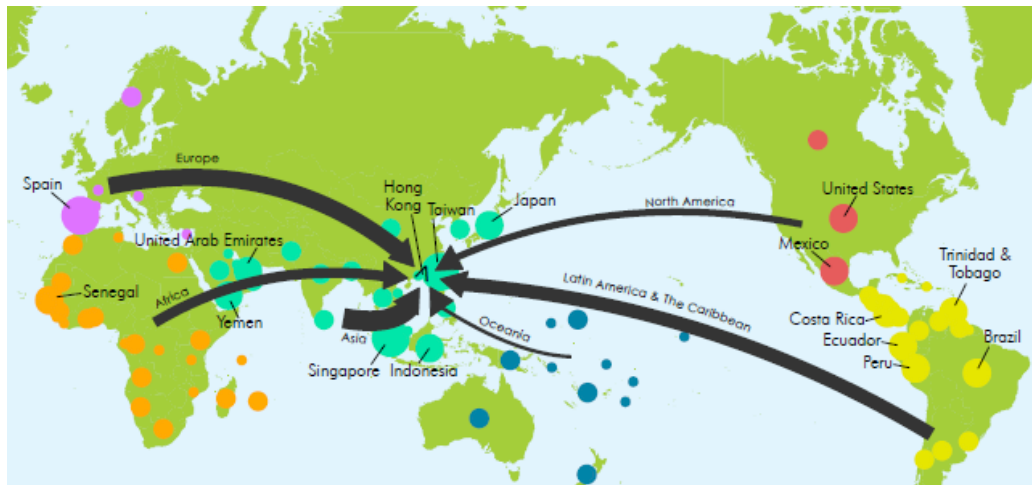 Europe
Spain
Hong
Kong
Taiwan
Japan
United Arab Emirates
Africa
Senegal
Yemen
Asia
Singapore
Indonesia
Oceania
North America
United States
Mexico
Latin America & The Caribbean
Trinidad &
Tobago
Costa Rica
Ecuador
Peru
Brazil